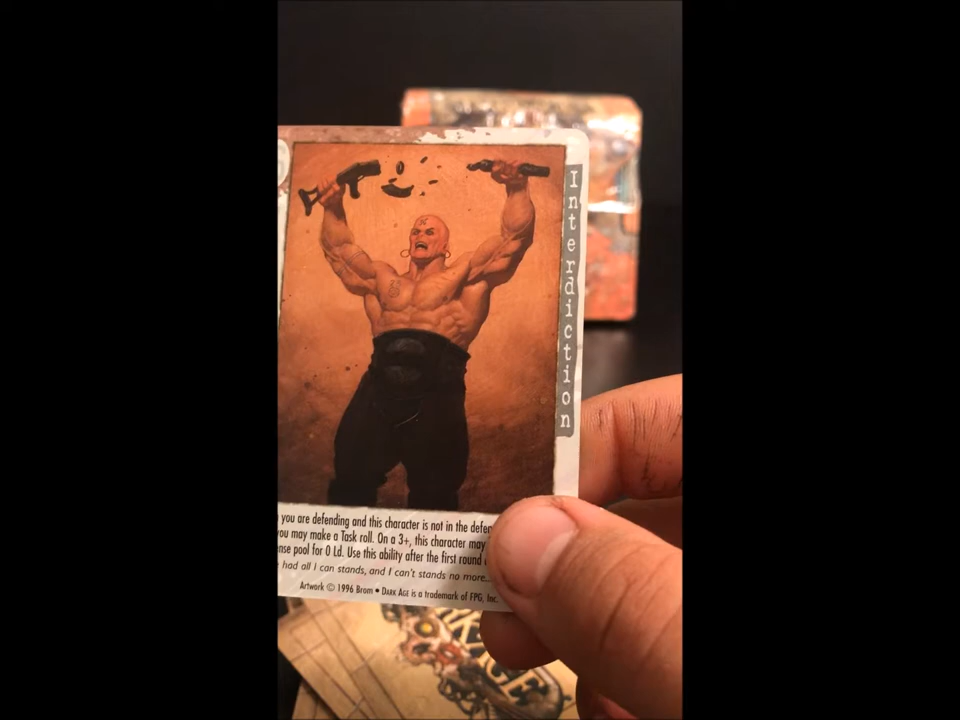 Interdiction
you are defending and this character is not in the
you may make a Task roll. On a 3+, this character may
pool for 0 Ld. Use this ability after the first round
had all I can stands, and I can't stands no more...
Artwork © 1996 Brom • DARK AGE is a trademark of FPG, Inc.